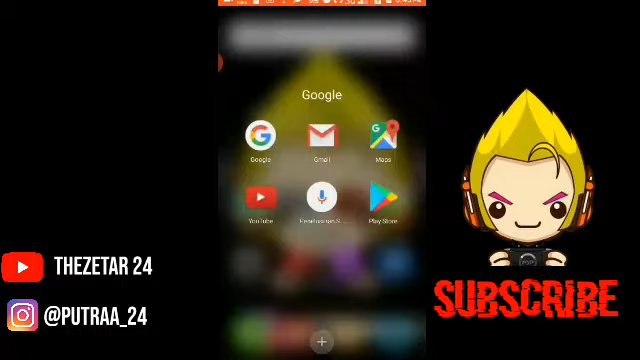 Google
Google
Gmail
Maps
YouTube
Play Store
THEZETAR 24
@PUTRAA_24
SUBSCRIBE